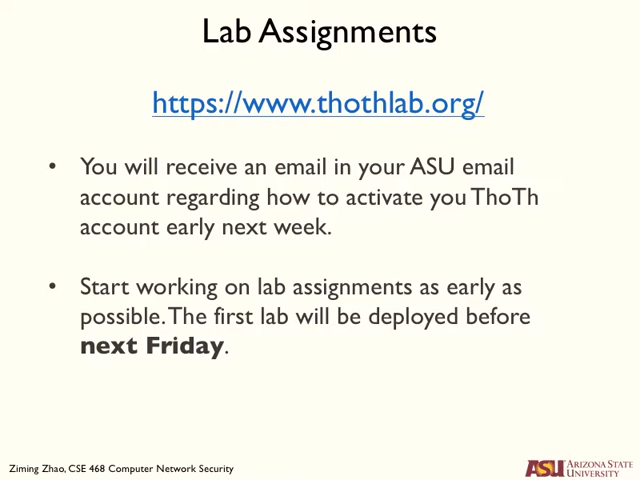 Lab Assignments
https://www.thothlab.org/
• You will receive an email in your ASU email
account regarding how to activate you ThoTh
account early next week.
• Start working on lab assignments as early as
possible. The first lab will be deployed before
next Friday.
Ziming Zhao, CSE 468 Computer Network Security
ASU ARIZONA STATE
UNIVERSITY